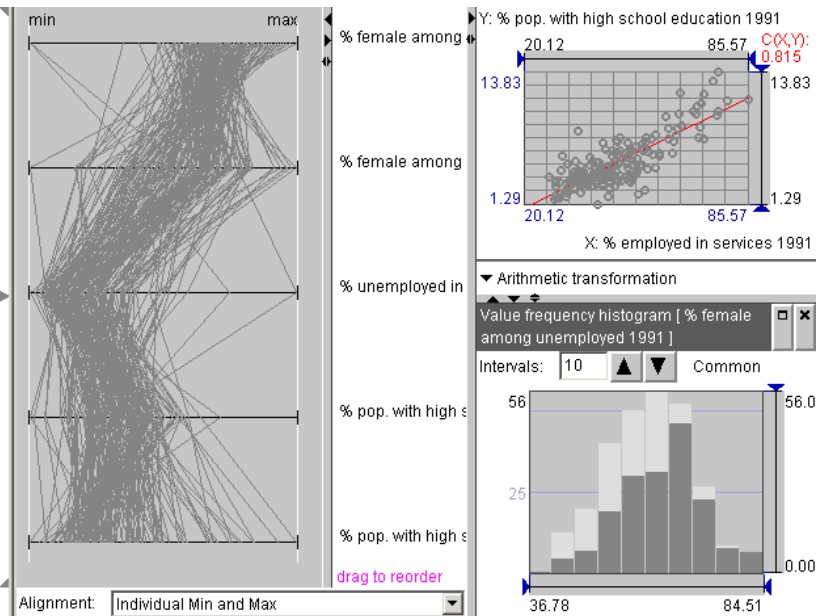 min max
% female among
% female among
% unemployed in
% pop. with high s
% pop. with high s
drag to reorder
Alignment: Individual Min and Max
Y: % pop. with high school education 1991
20.12 85.57 C(X,Y):
0.815
13.83 13.83
1.29 1.29
20.12 85.57
X: % employed in services 1991
Arithmetic transformation
Value frequency histogram [ % female
among unemployed 1991 ]
Intervals: 10 Common
56 56.0
25
0.00
36.78 84.51